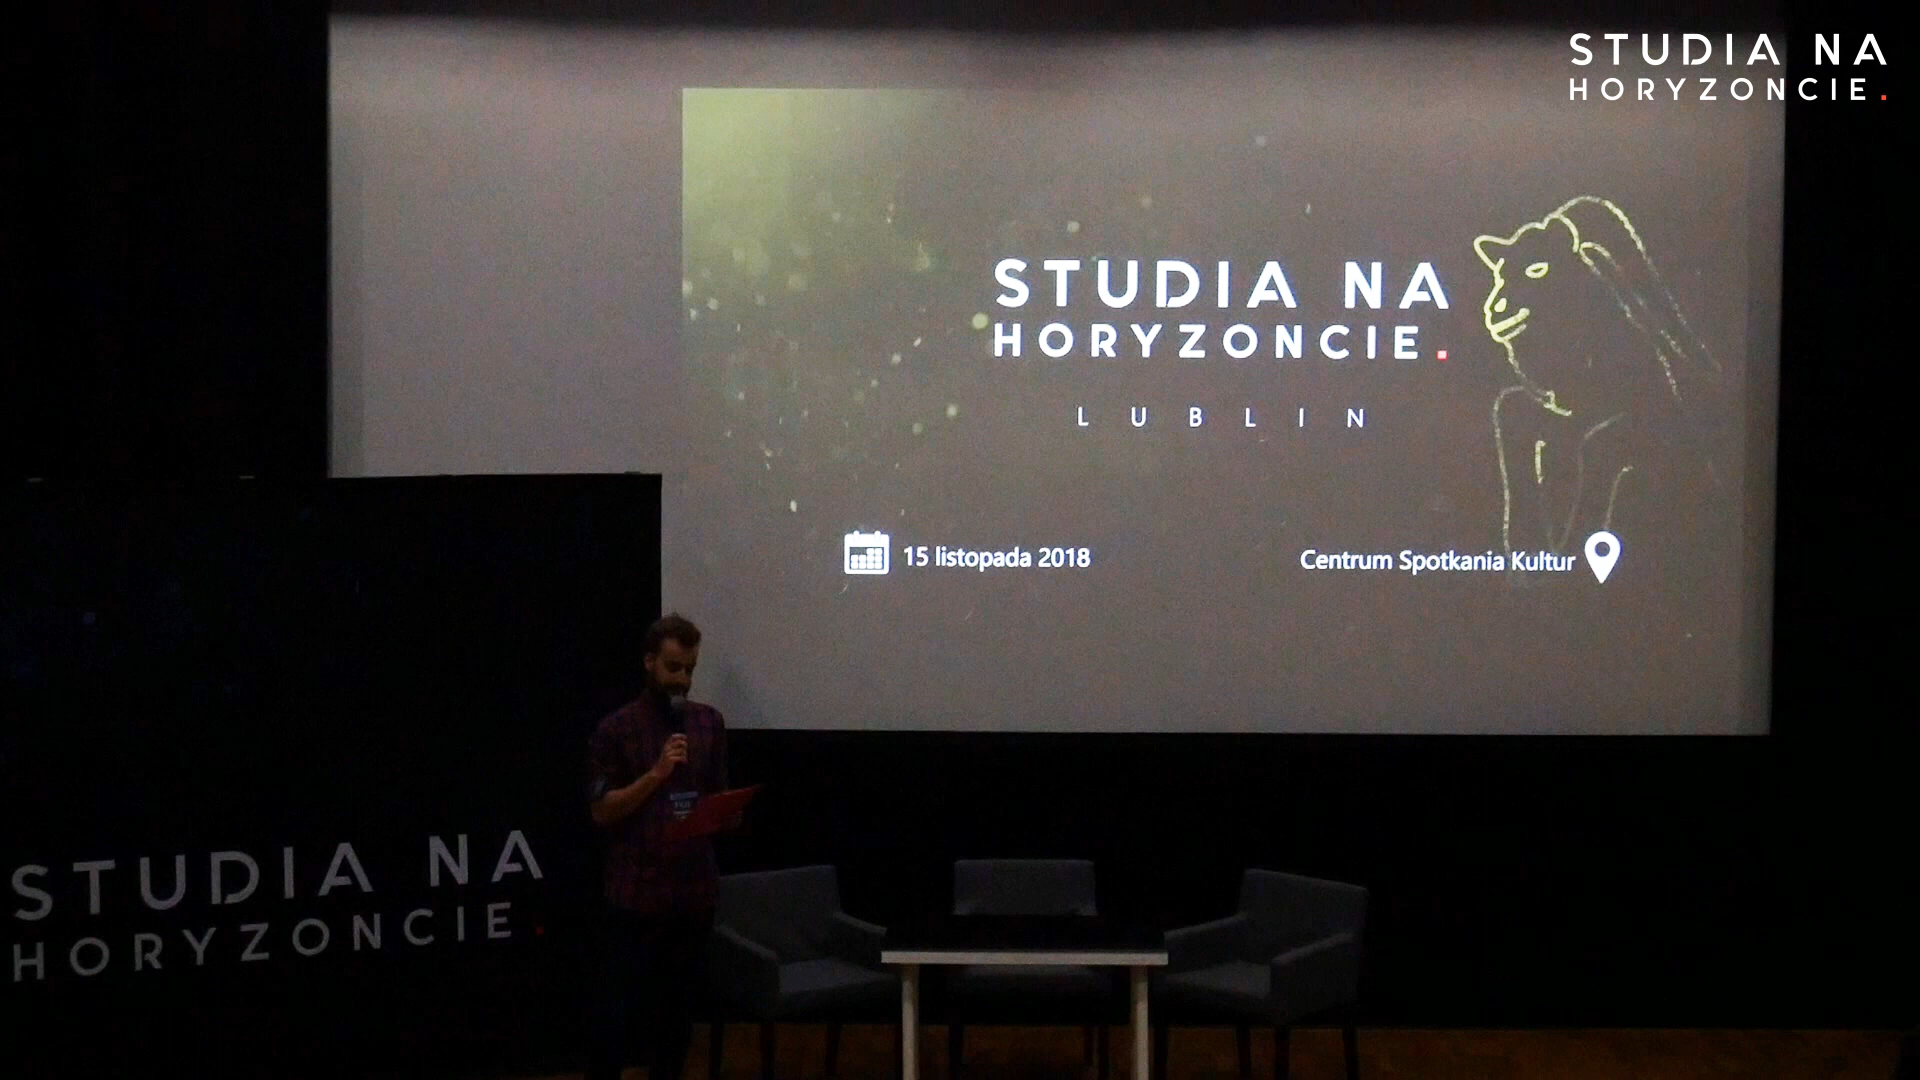 STUDIA NA
HORYZONCIE.
STUDIA NA
HORYZONCIE.
LUBLIN
15 listopada 2018
Centrum Spotkania Kultur
STUDIA NA
HORYZONCIE.